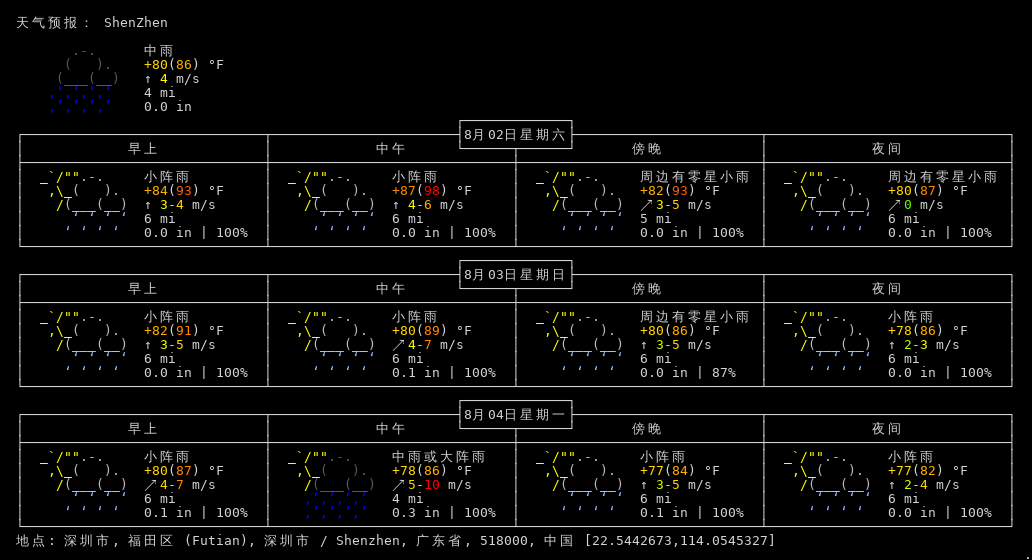 天气预报： ShenZhen
中雨
+80(86) °F
↑ 4 m/s
4 mi
0.0 in
8月02日星期六
早上 中午 傍晚 夜间
小阵雨 小阵雨 周边有零星小雨 周边有零星小雨
+84(93) °F +87(98) °F +82(93) °F +80(87) °F
↑ 3-4 m/s ↑ 4-6 m/s ↗ 3-5 m/s ↗ 0 m/s
6 mi 6 mi 5 mi 6 mi
0.0 in | 100% 0.0 in | 100% 0.0 in | 100% 0.0 in | 100%
8月03日星期日
早上 中午 傍晚 夜间
小阵雨 小阵雨 周边有零星小雨 小阵雨
+82(91) °F +80(89) °F +80(86) °F +78(86) °F
↑ 3-5 m/s ↗ 4-7 m/s ↑ 3-5 m/s ↑ 2-3 m/s
6 mi 6 mi 6 mi 6 mi
0.0 in | 100% 0.1 in | 100% 0.0 in | 87% 0.0 in | 100%
8月04日星期一
早上 中午 傍晚 夜间
小阵雨 中雨或大阵雨 小阵雨 小阵雨
+80(87) °F +78(86) °F +77(84) °F +77(82) °F
↗ 4-7 m/s ↗ 5-10 m/s ↑ 3-5 m/s ↑ 2-4 m/s
6 mi 4 mi 6 mi 6 mi
0.1 in | 100% 0.3 in | 100% 0.1 in | 100% 0.0 in | 100%
地点: 深圳市, 福田区 (Futian), 深圳市 / Shenzhen, 广东省, 518000, 中国 [22.5442673,114.0545327]